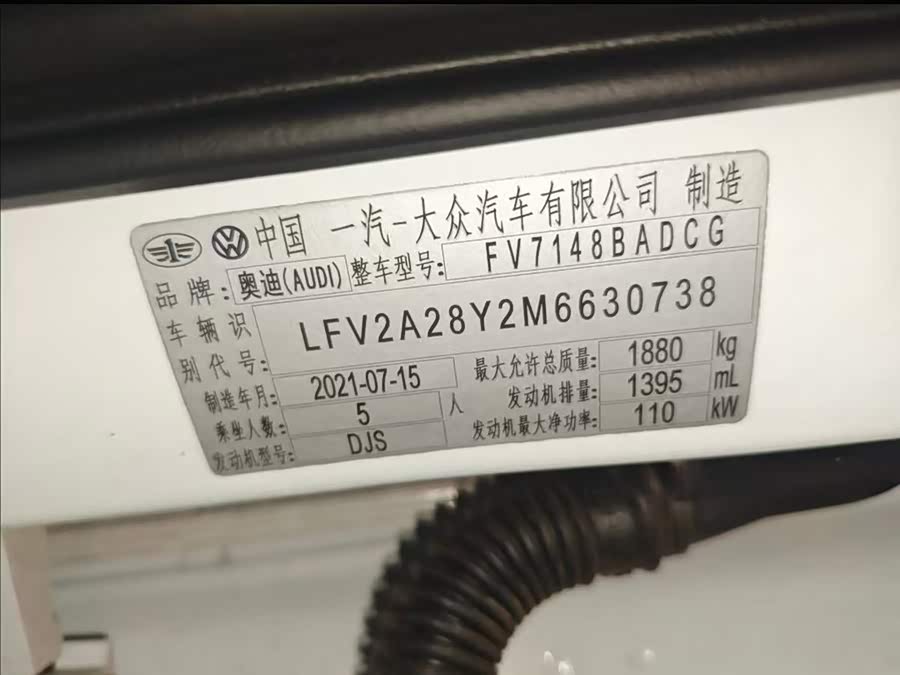 中国 一汽-大众汽车有限公司 制造
品牌: 奥迪(AUDI) 整车型号: FV7148BADCG
车辆识别代号: LFV2A28Y2M6630738
制造年月: 2021-07-15 最大允许总质量: 1880 kg
乘坐人数: 5 人 发动机排量: 1395 mL
发动机型号: DJS 发动机最大净功率: 110 kW